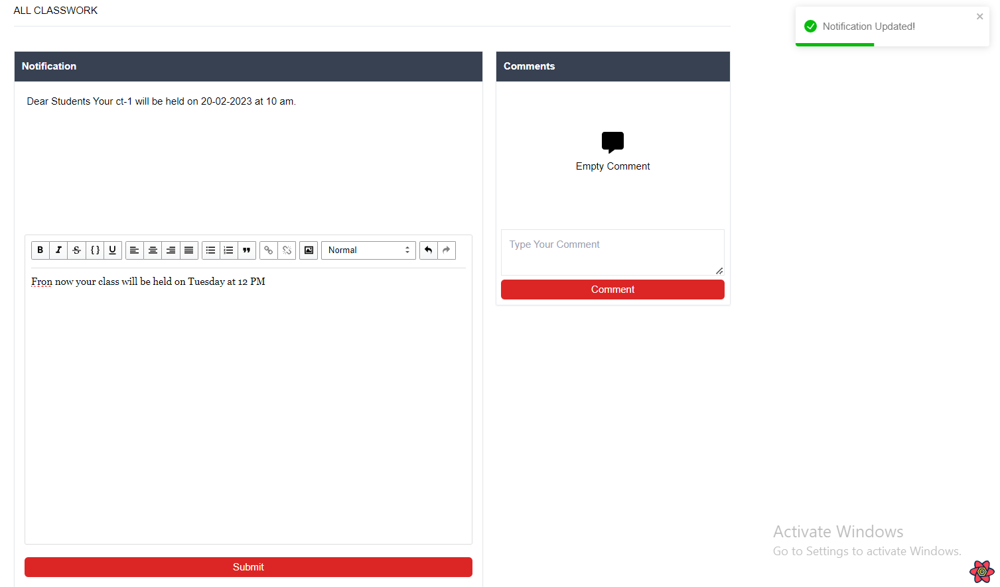 ALL CLASSWORK
Notification Updated!
Notification
Comments
Dear Students Your ct-1 will be held on 20-02-2023 at 10 am.
Empty Comment
B I S {} U
Normal
Type Your Comment
Fron now your class will be held on Tuesday at 12 PM
Comment
Activate Windows
Go to Settings to activate Windows.
Submit